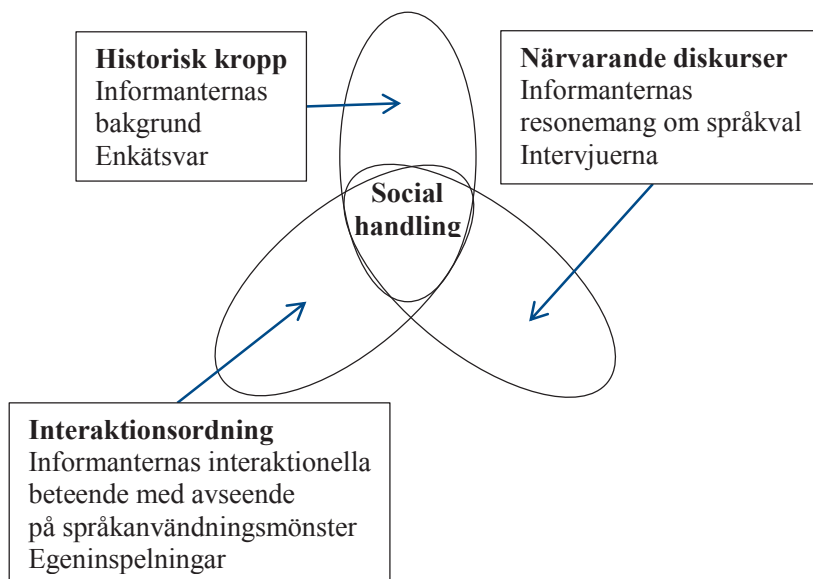 Historisk kropp
Informanternas
bakgrund
Enkätsvar
Närvarande diskurser
Informanternas
resonemang om språkval
Intervjuerna
Social
handling
Interaktionsordning
Informanternas interaktionella
beteende med avseende
på språkanvändningsmönster
Egeninspelningar